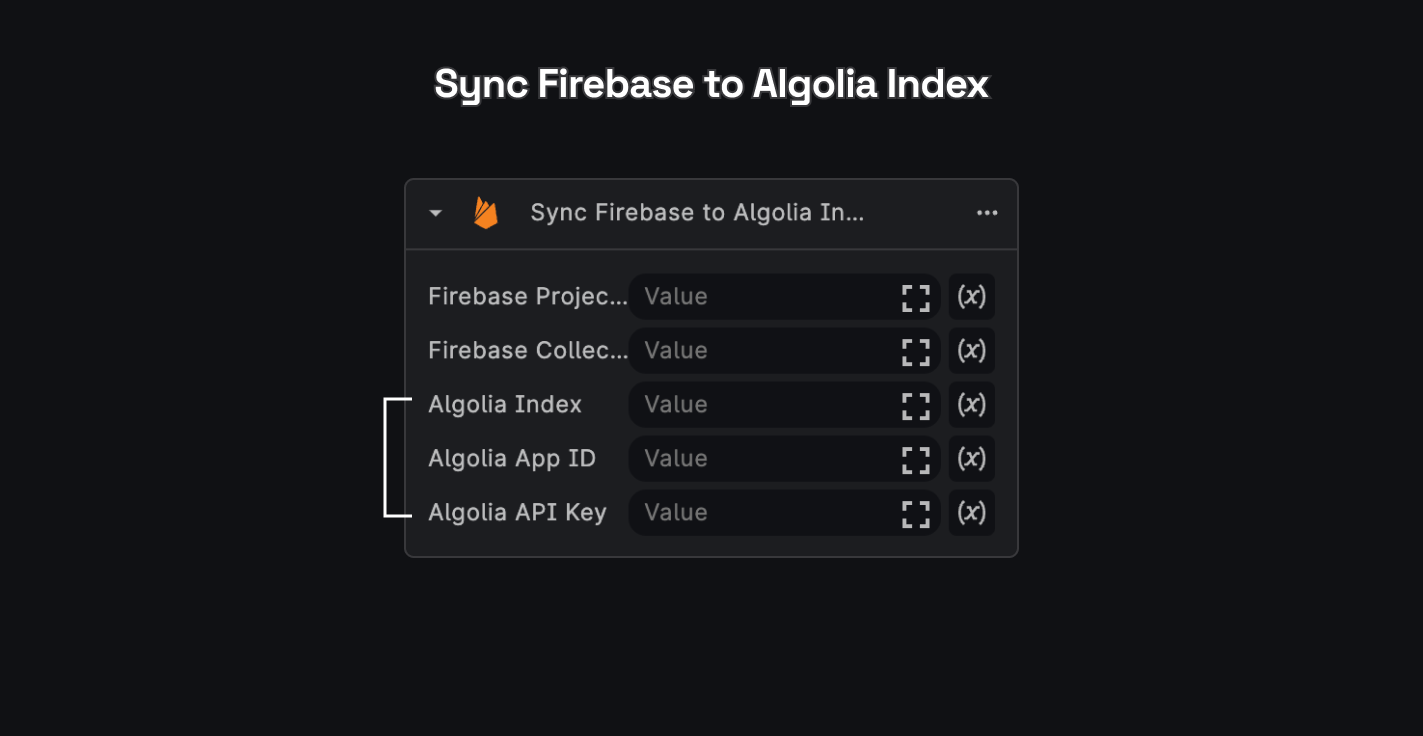 Sync Firebase to Algolia Index
Sync Firebase to Algolia In...
Firebase Projec... Value (x)
Firebase Collec... Value (x)
Algolia Index Value (x)
Algolia App ID Value (x)
Algolia API Key Value (x)